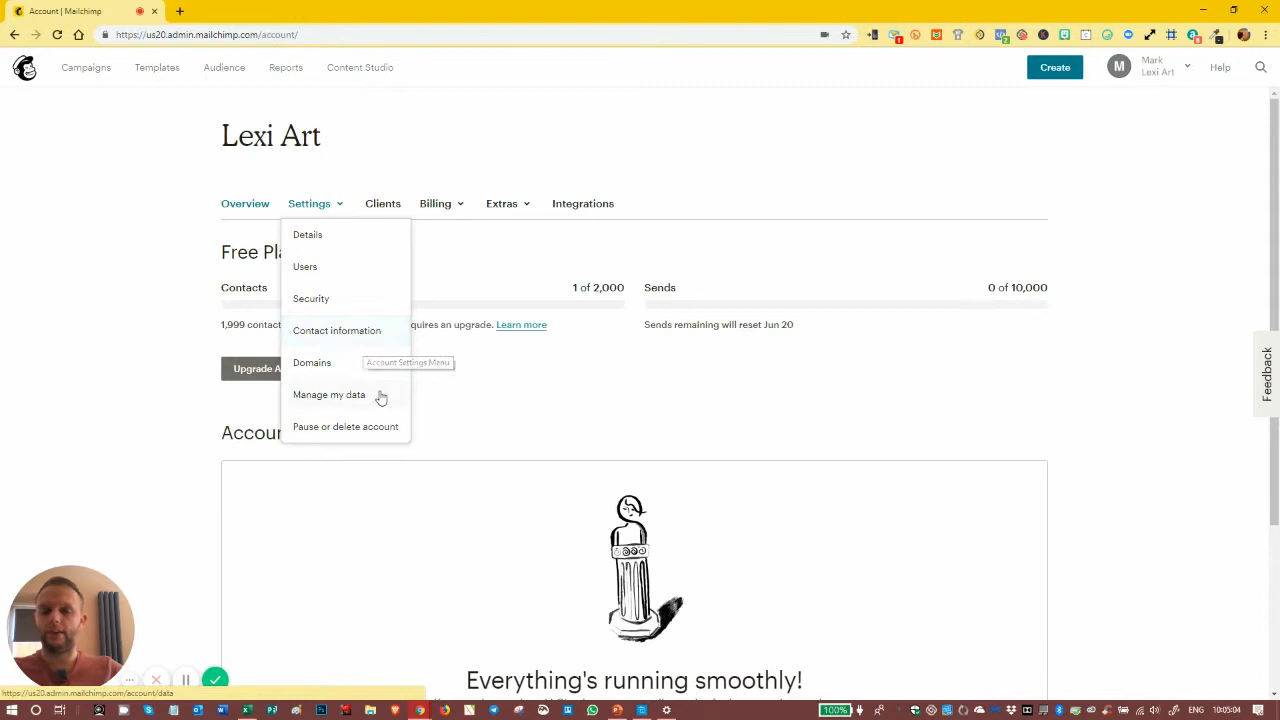 Account | Mailchimp
https://us20.admin.mailchimp.com/account/
Campaigns
Templates
Audience
Reports
Content Studio
Create
M
Mark
Lexi Art
Help
Lexi Art
Overview
Settings
Clients
Billing
Extras
Integrations
Details
Users
Security
Contact information
Domains
Manage my data
Pause or delete account
Account Settings Menu
Free Pl
Contacts
1 of 2,000
Sends
0 of 10,000
1,999 contac
quires an upgrade. Learn more
Sends remaining will reset Jun 20
Upgrade A
Accoun
Feedback
Everything's running smoothly!
https://us20.admin.mailchimp.com/account/data
100%
ENG
10:05:04